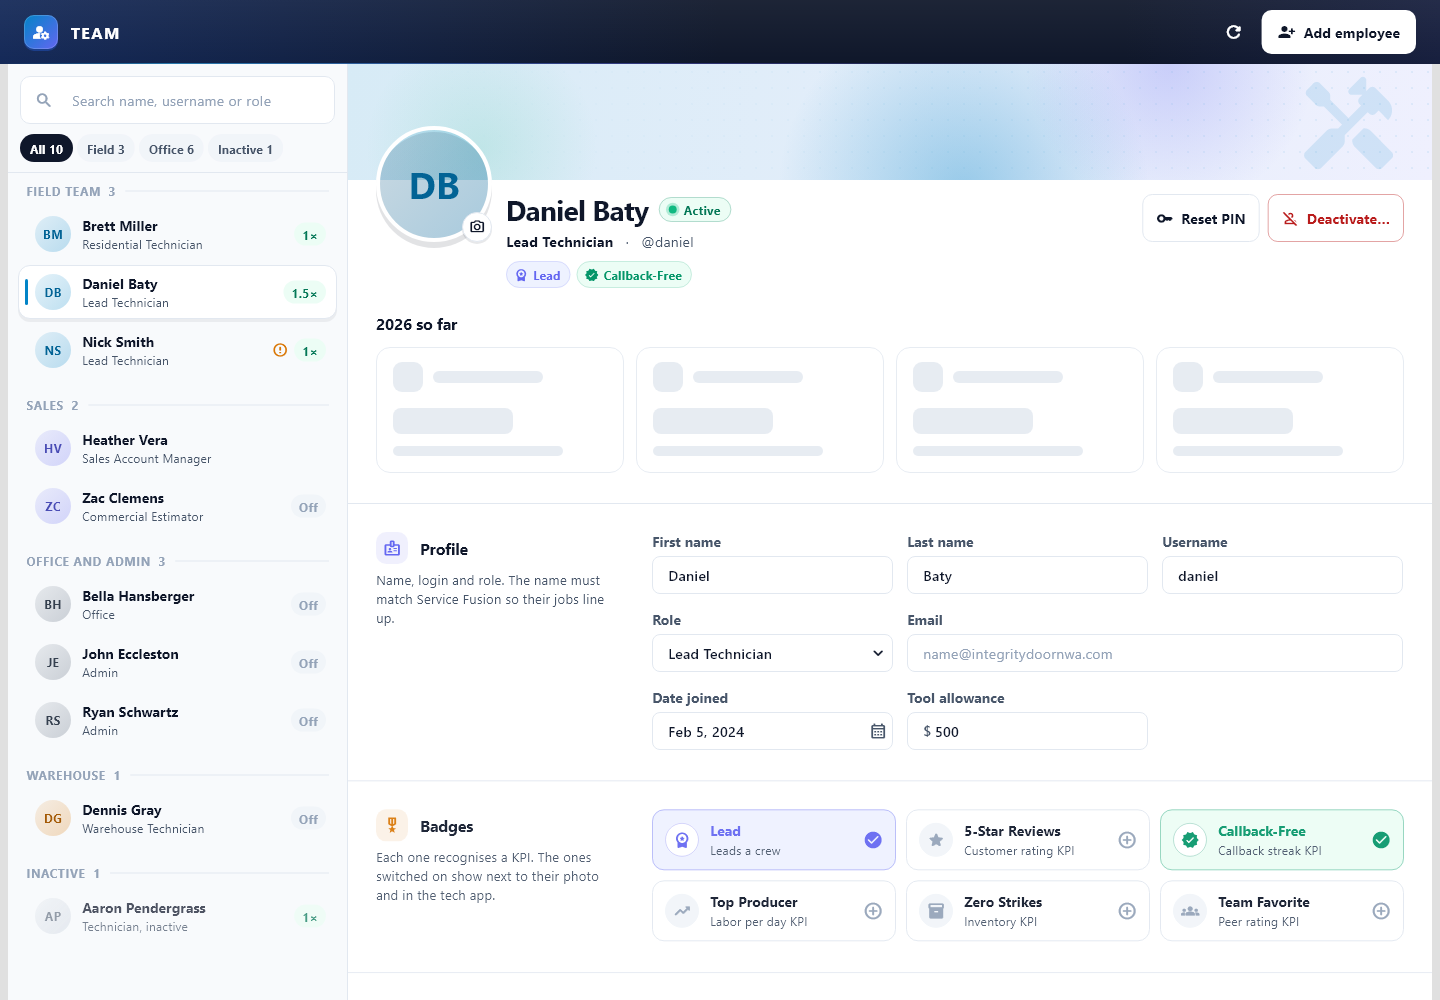 TEAM
Add employee
Search name, username or role
All 10
Field 3
Office 6
Inactive 1
FIELD TEAM 3
BM
Brett Miller
Residential Technician
1×
DB
Daniel Baty
Lead Technician
1.5×
NS
Nick Smith
Lead Technician
1×
SALES 2
HV
Heather Vera
Sales Account Manager
ZC
Zac Clemens
Commercial Estimator
Off
OFFICE AND ADMIN 3
BH
Bella Hansberger
Office
Off
JE
John Eccleston
Admin
Off
RS
Ryan Schwartz
Admin
Off
WAREHOUSE 1
DG
Dennis Gray
Warehouse Technician
Off
INACTIVE 1
AP
Aaron Pendergrass
Technician, inactive
1×
DB
Daniel Baty
Active
Lead Technician · @daniel
Lead
Callback-Free
Reset PIN
Deactivate...
2026 so far
Profile
Name, login and role. The name must
match Service Fusion so their jobs line
up.
First name
Daniel
Last name
Baty
Username
daniel
Role
Lead Technician
Email
name@integritydoornwa.com
Date joined
Feb 5, 2024
Tool allowance
$ 500
Badges
Each one recognises a KPI. The ones
switched on show next to their photo
and in the tech app.
Lead
Leads a crew
5-Star Reviews
Customer rating KPI
Callback-Free
Callback streak KPI
Top Producer
Labor per day KPI
Zero Strikes
Inventory KPI
Team Favorite
Peer rating KPI